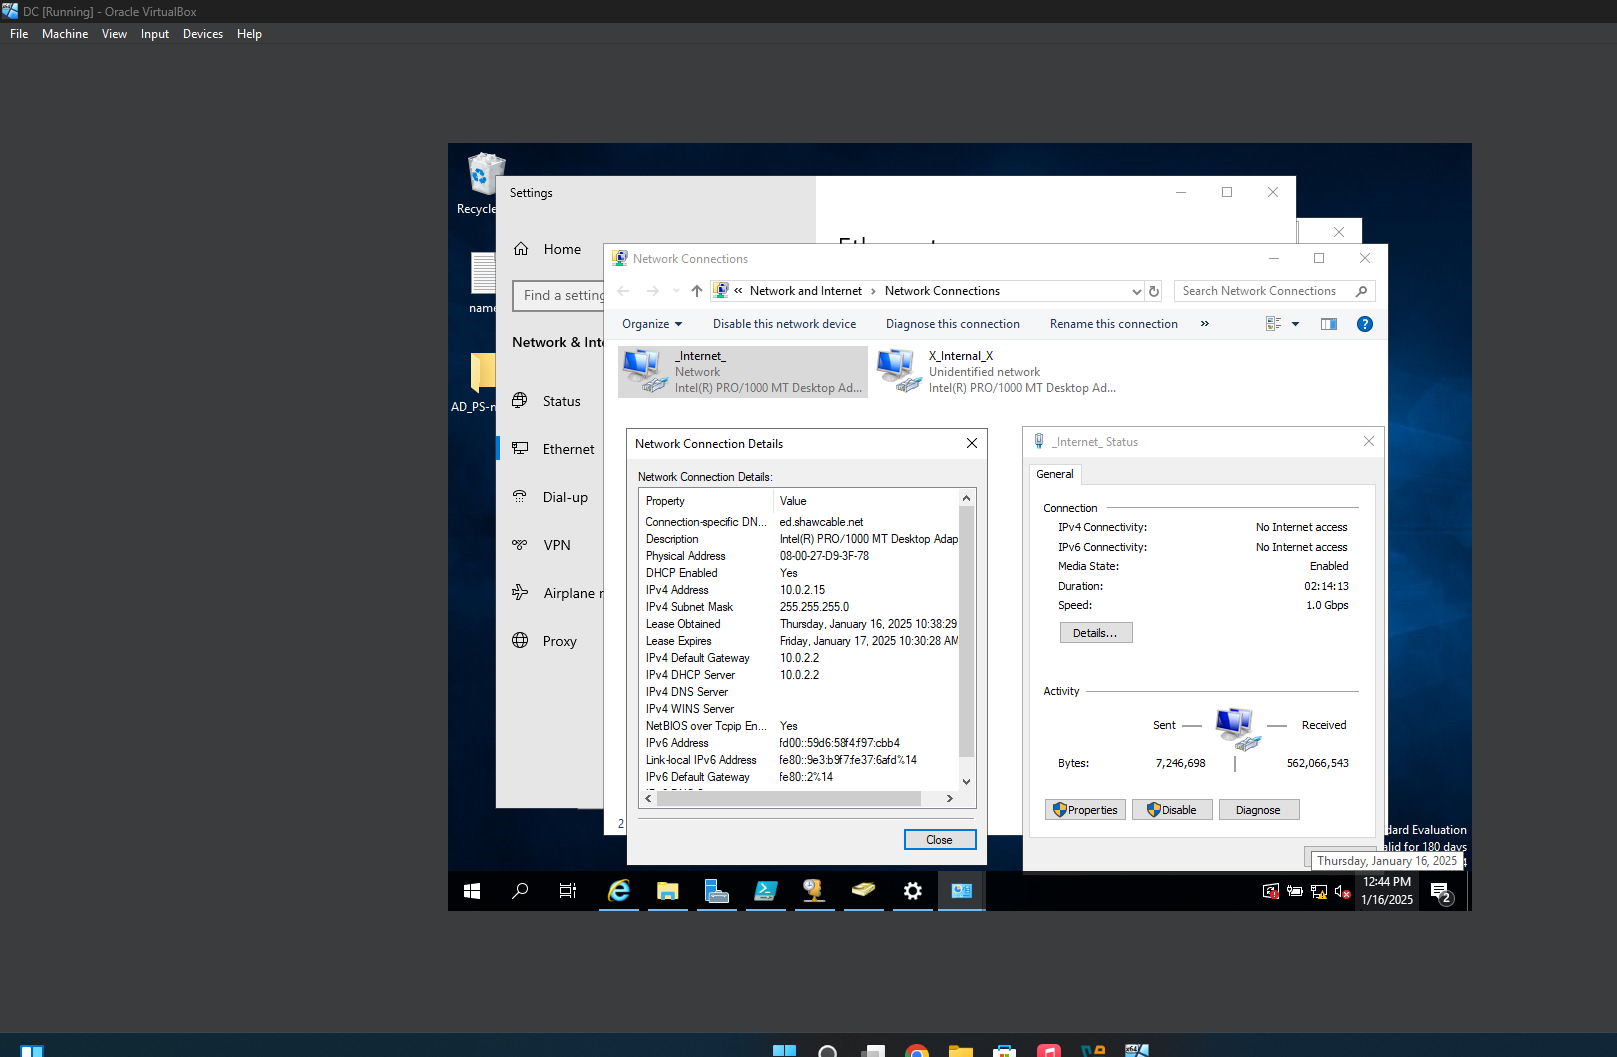 DC [Running] - Oracle VirtualBox
File Machine View Input Devices Help
Recycle
name
AD_PS-m
Settings
Home
Find a setting
Network & Inte
Status
Ethernet
Dial-up
VPN
Airplane m
Proxy
Ethernet
Network Connections
« Network and Internet › Network Connections
Search Network Connections
Organize Disable this network device Diagnose this connection Rename this connection »
_Internet_
Network
Intel(R) PRO/1000 MT Desktop Ad...
X_Internal_X
Unidentified network
Intel(R) PRO/1000 MT Desktop Ad...
2
Network Connection Details
Network Connection Details:
Property Value
Connection-specific DN... ed.shawcable.net
Description Intel(R) PRO/1000 MT Desktop Adap
Physical Address 08-00-27-D9-3F-78
DHCP Enabled Yes
IPv4 Address 10.0.2.15
IPv4 Subnet Mask 255.255.255.0
Lease Obtained Thursday, January 16, 2025 10:38:29
Lease Expires Friday, January 17, 2025 10:30:28 AM
IPv4 Default Gateway 10.0.2.2
IPv4 DHCP Server 10.0.2.2
IPv4 DNS Server
IPv4 WINS Server
NetBIOS over Tcpip En... Yes
IPv6 Address fd00::59d6:58f4:f97:cbb4
Link-local IPv6 Address fe80::9e3:b9f7:fe37:6afd%14
IPv6 Default Gateway fe80::2%14
Close
_Internet_ Status
General
Connection
IPv4 Connectivity: No Internet access
IPv6 Connectivity: No Internet access
Media State: Enabled
Duration: 02:14:13
Speed: 1.0 Gbps
Details...
Activity
Sent Received
Bytes: 7,246,698 562,066,543
Properties Disable Diagnose
dard Evaluation
alid for 180 days
Thursday, January 16, 2025
12:44 PM
1/16/2025
2